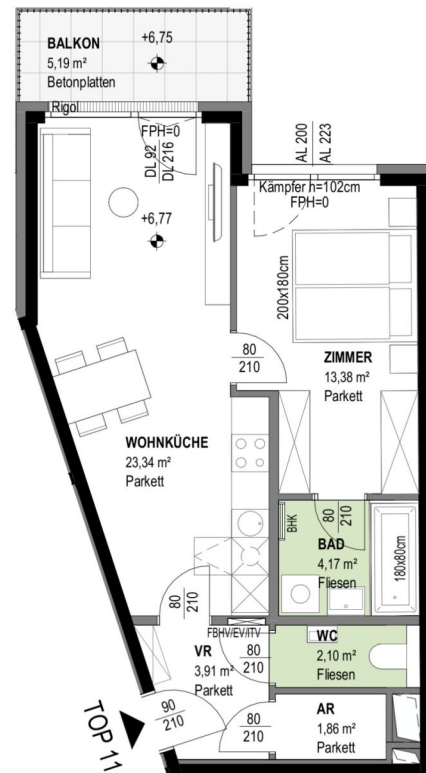 BALKON
5,19 m²
Betonplatten
+6,75
Rigol
FPH=0
DL 92
DL 216
AL 200
AL 223
Kämpfer h=102cm
FPH=0
+6,77
200x180cm
80
210
ZIMMER
13,38 m²
Parkett
WOHNKÜCHE
23,34 m²
Parkett
BHK
80
210
BAD
4,17 m²
Fliesen
180x80cm
80
210
FBHV/EV/ITV
VR
3,91 m²
Parkett
80
210
WC
2,10 m²
Fliesen
TOP 11
90
210
80
210
AR
1,86 m²
Parkett